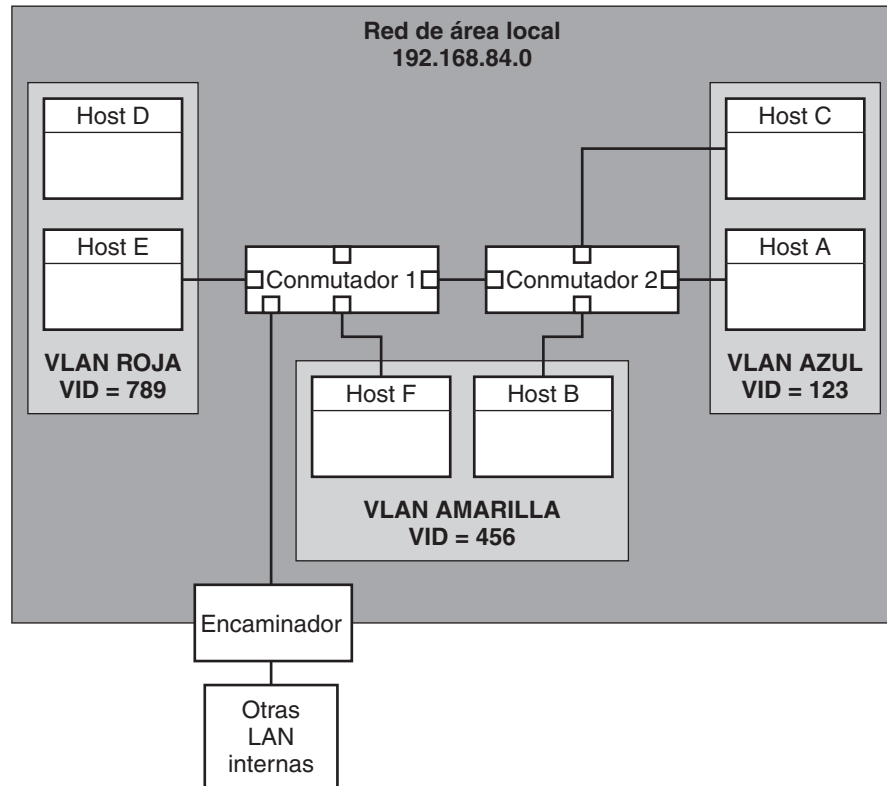 Red de área local
192.168.84.0
Host D
Host C
Host E
Host A
Conmutador 1
Conmutador 2
VLAN ROJA
VID = 789
VLAN AZUL
VID = 123
Host F
Host B
VLAN AMARILLA
VID = 456
Encaminador
Otras
LAN
internas